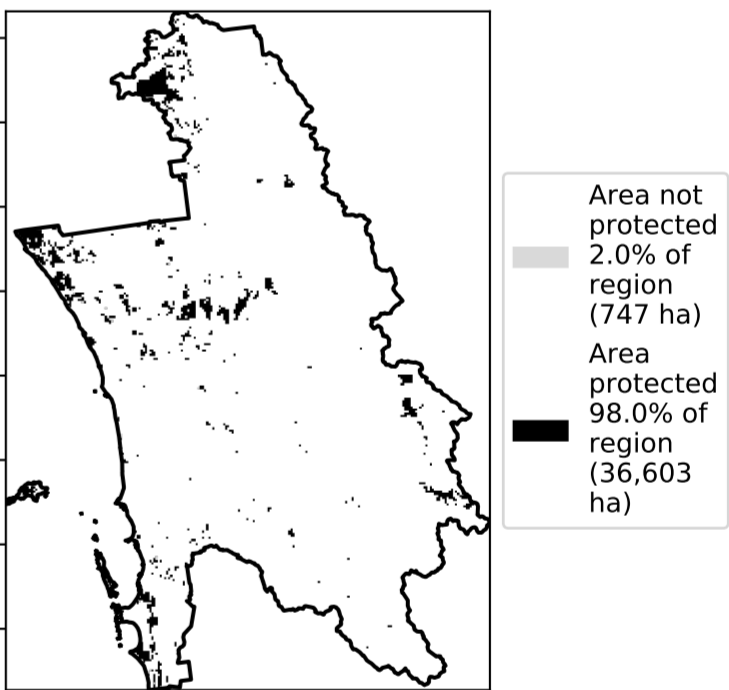 Area not
protected
2.0% of
region
(747 ha)
Area
protected
98.0% of
region
(36,603
ha)